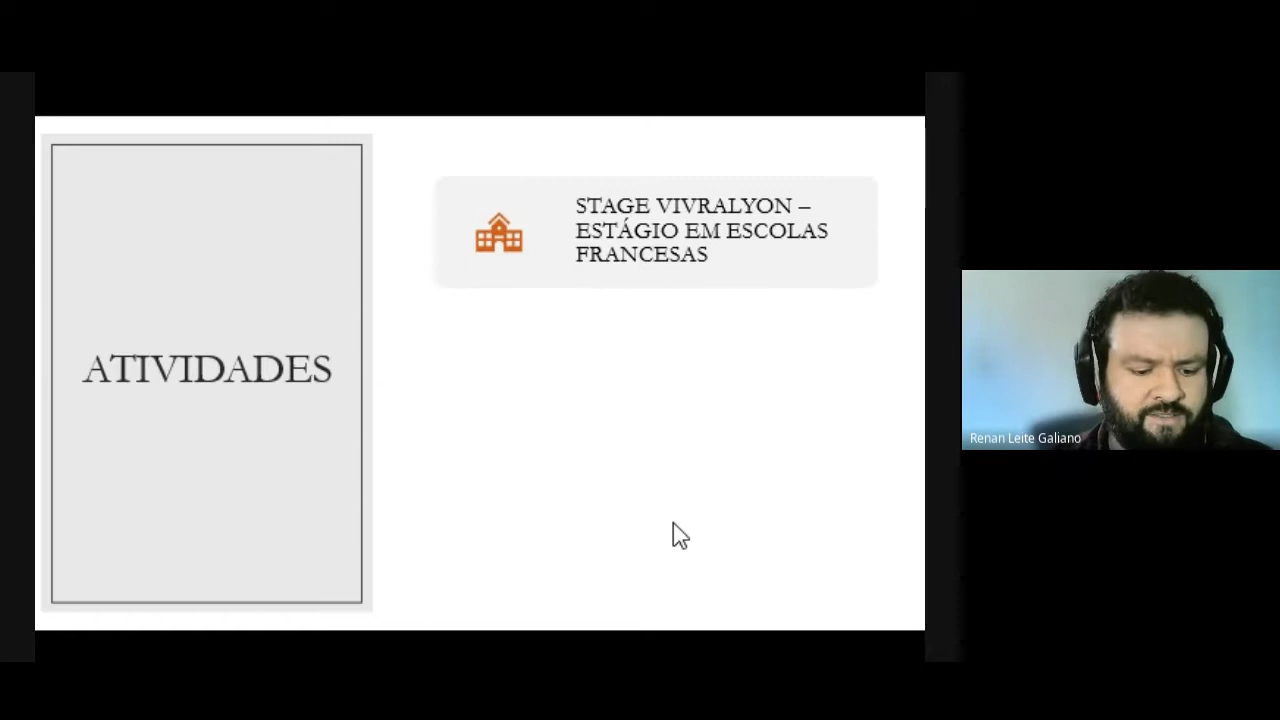 ATIVIDADES
STAGE VIVRALYON –
ESTÁGIO EM ESCOLAS
FRANCESAS
Renan Leite Galiano